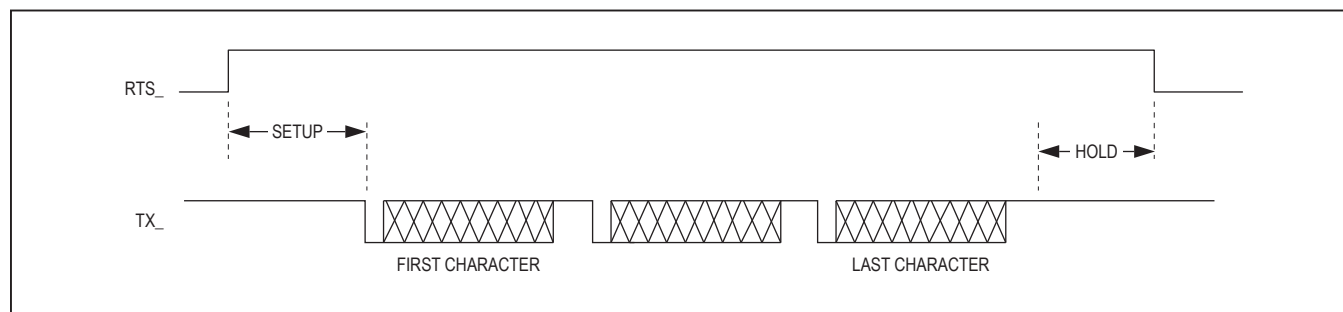 RTS_
SETUP
HOLD
TX_
FIRST CHARACTER
LAST CHARACTER